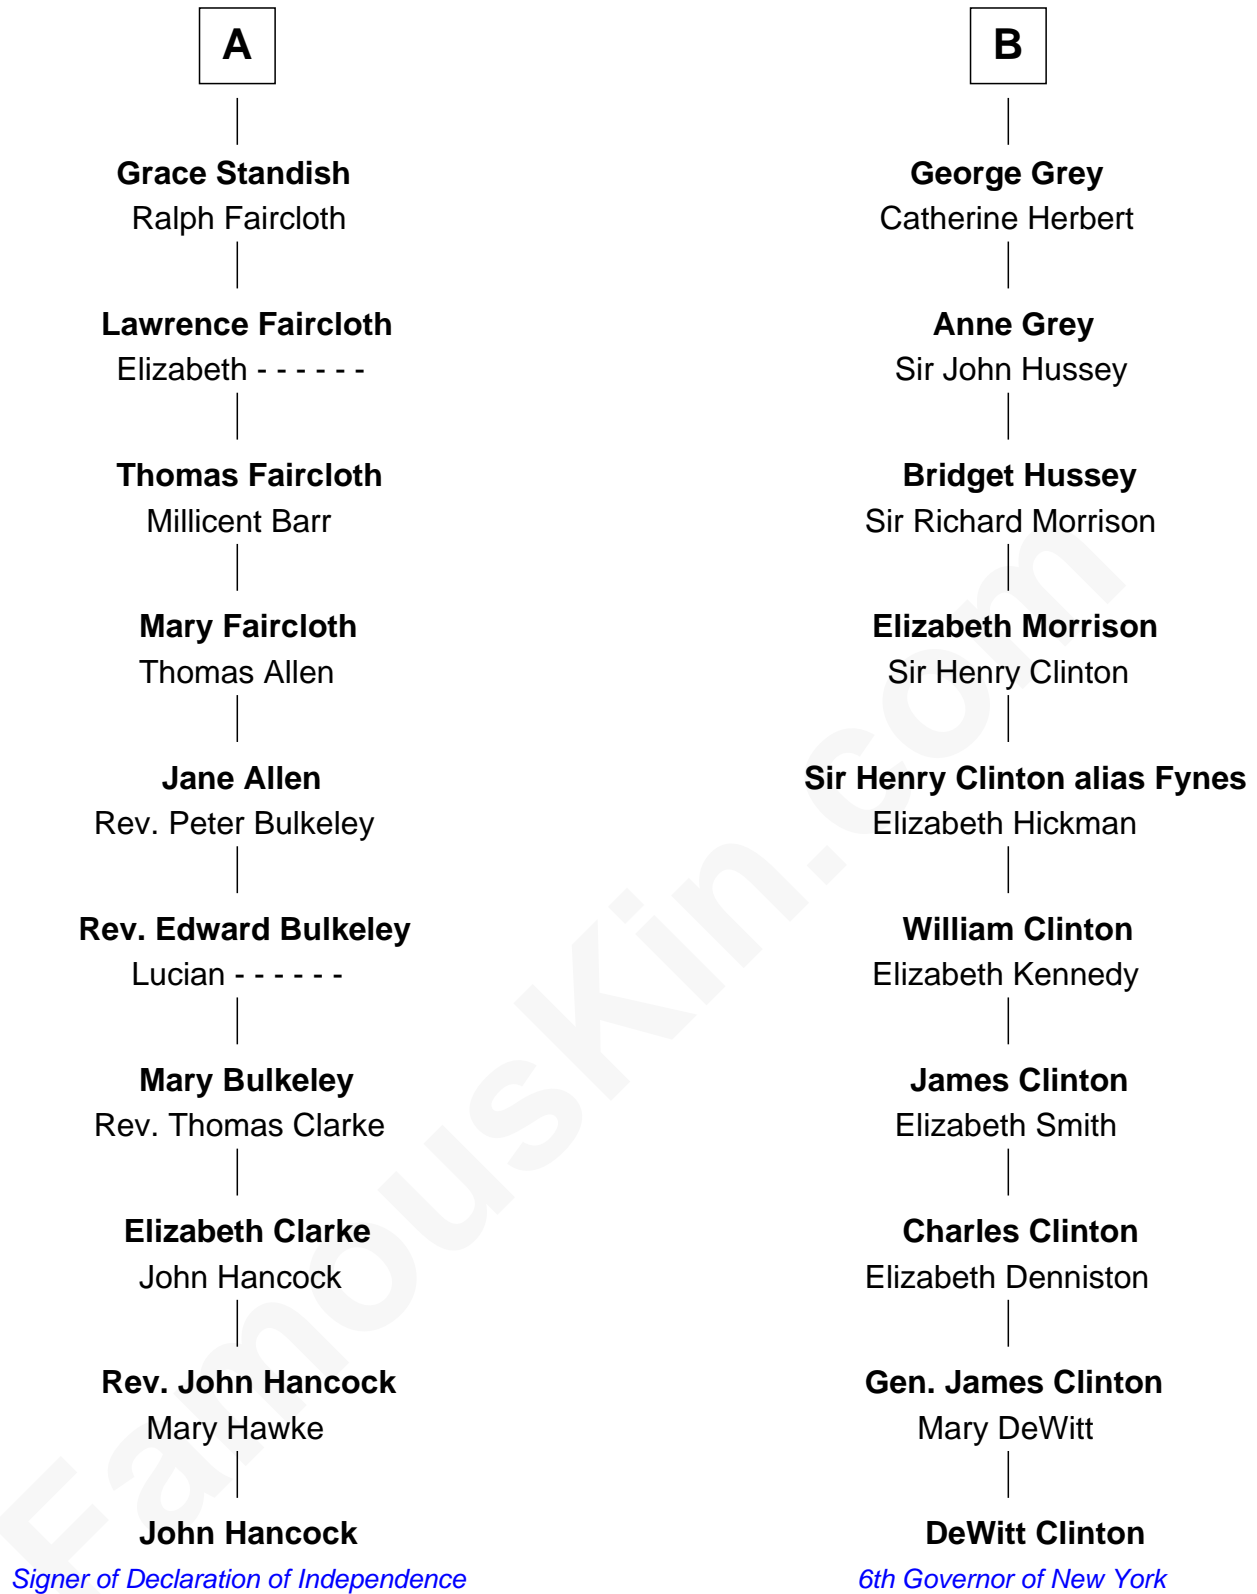 A
Grace Standish
Ralph Faircloth
Lawrence Faircloth
Elizabeth - - - - - -
Thomas Faircloth
Millicent Barr
Mary Faircloth
Thomas Allen
Jane Allen
Rev. Peter Bulkeley
Rev. Edward Bulkeley
Lucian - - - - - -
Mary Bulkeley
Rev. Thomas Clarke
Elizabeth Clarke
John Hancock
Rev. John Hancock
Mary Hawke
John Hancock
Signer of Declaration of Independence
B
George Grey
Catherine Herbert
Anne Grey
Sir John Hussey
Bridget Hussey
Sir Richard Morrison
Elizabeth Morrison
Sir Henry Clinton
Sir Henry Clinton alias Fynes
Elizabeth Hickman
William Clinton
Elizabeth Kennedy
James Clinton
Elizabeth Smith
Charles Clinton
Elizabeth Denniston
Gen. James Clinton
Mary DeWitt
DeWitt Clinton
6th Governor of New York
FamousKin.com